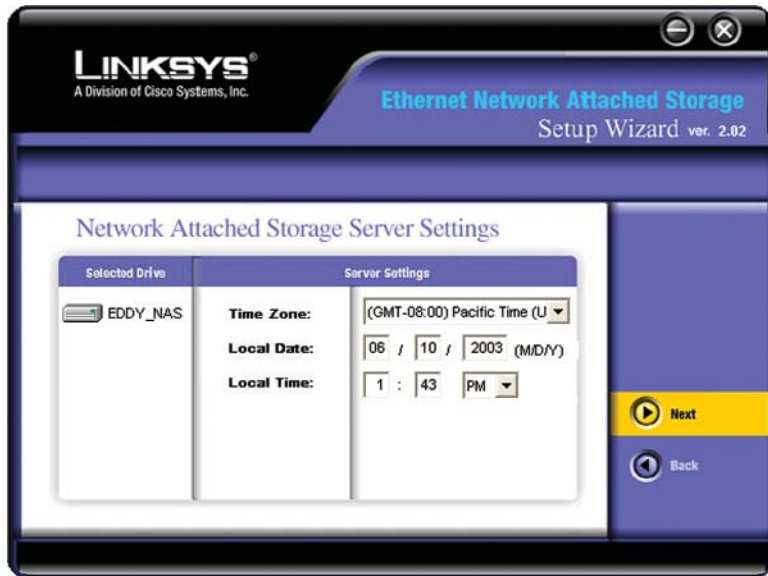 LINKSYS®
A Division of Cisco Systems, Inc.
Ethernet Network Attached Storage
Setup Wizard ver. 2.02
Network Attached Storage Server Settings
Selected Drive
Server Settings
EDDY_NAS
Time Zone: (GMT-08:00) Pacific Time (U
Local Date: 06 / 10 / 2003 (M/D/Y)
Local Time: 1 : 43 PM
Next
Back